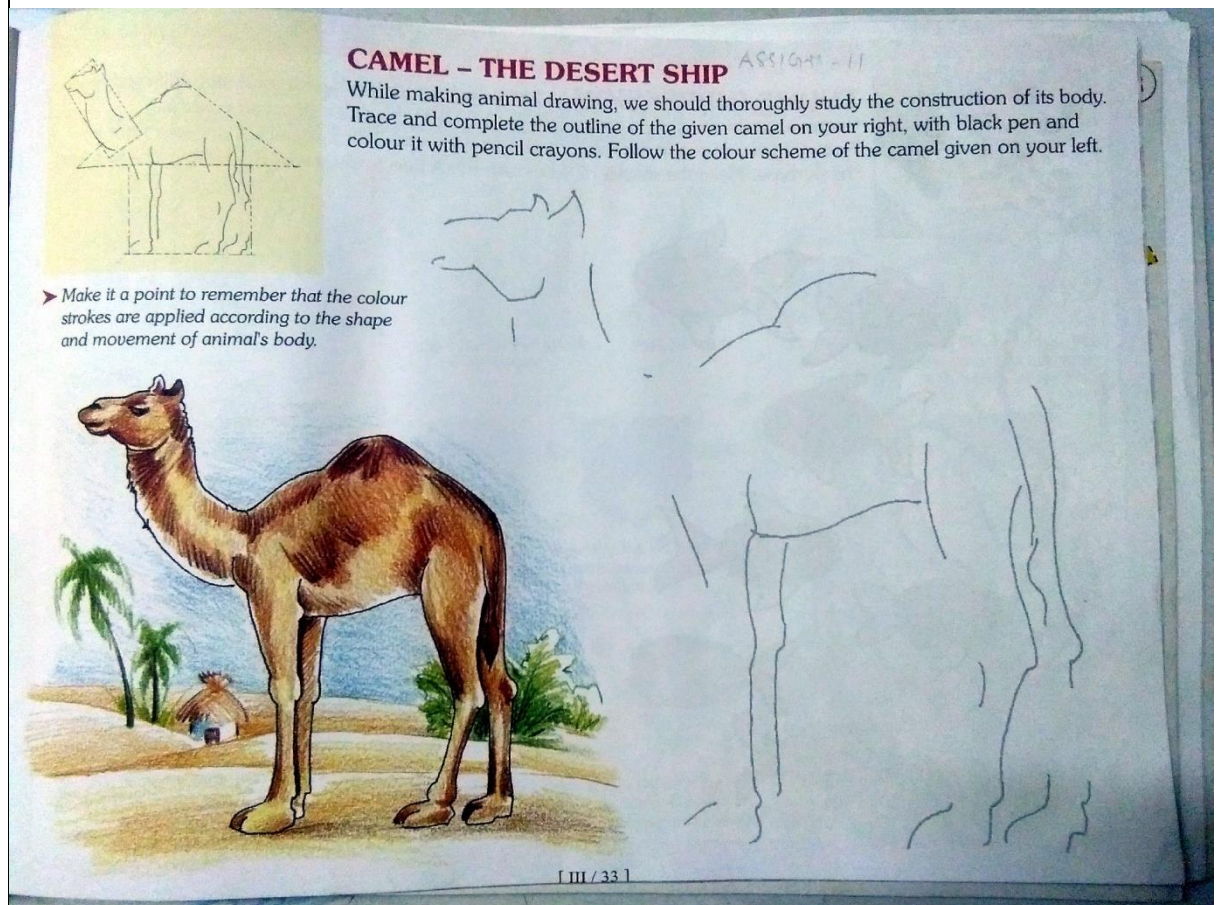 CAMEL – THE DESERT SHIP ASSIGM-11
While making animal drawing, we should thoroughly study the construction of its body.
Trace and complete the outline of the given camel on your right, with black pen and
colour it with pencil crayons. Follow the colour scheme of the camel given on your left.
➤ Make it a point to remember that the colour
strokes are applied according to the shape
and movement of animal's body.
[ III / 33 ]